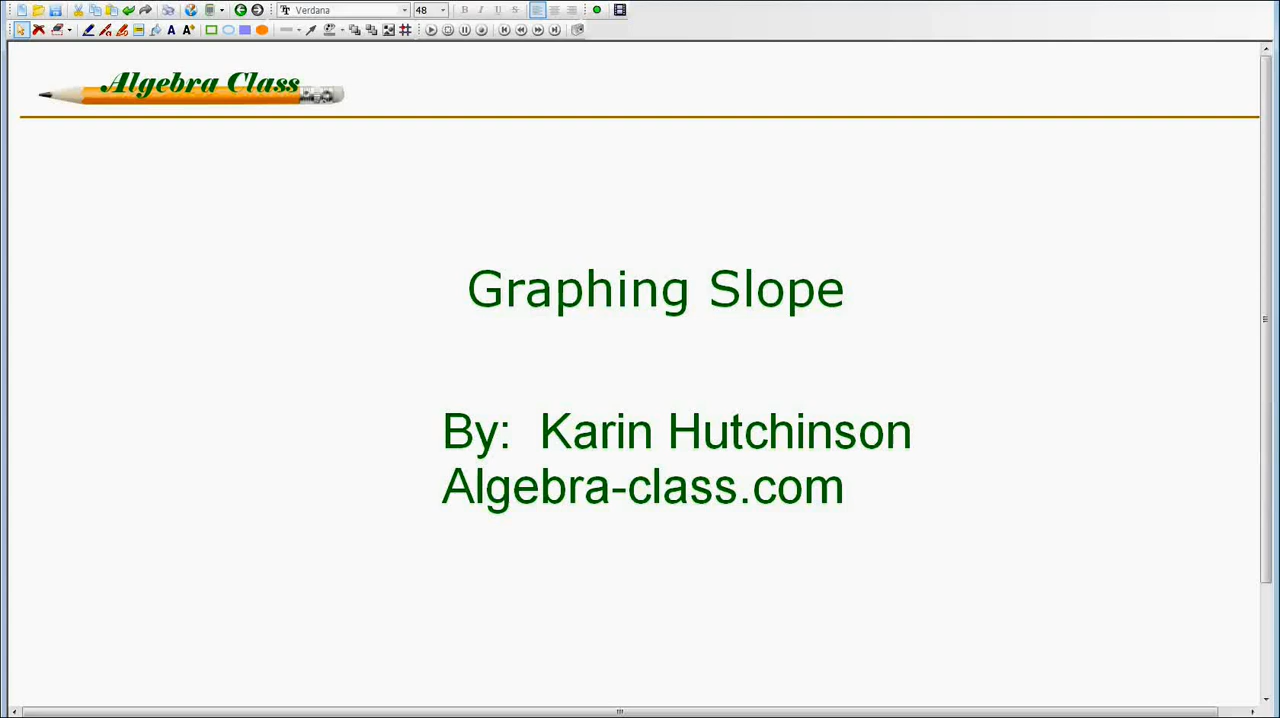 Verdana 48 B I U S
Algebra Class
Graphing Slope
By: Karin Hutchinson
Algebra-class.com